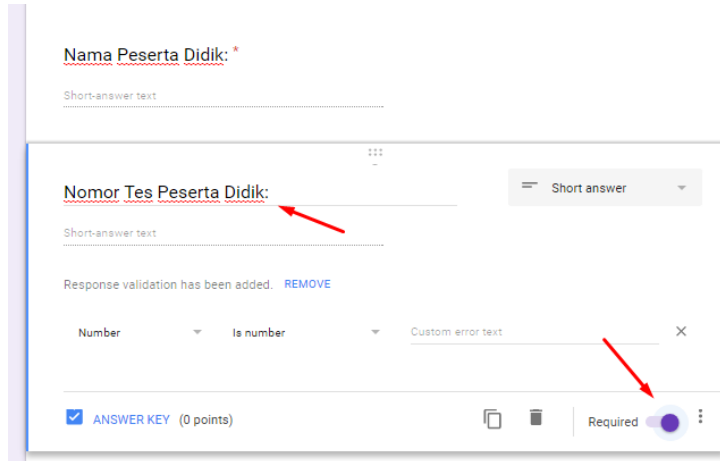 Nama Peserta Didik: *
Short-answer text
Nomor Tes Peserta Didik:
Short answer
Short-answer text
Response validation has been added. REMOVE
Number Is number Custom error text
ANSWER KEY (0 points) Required